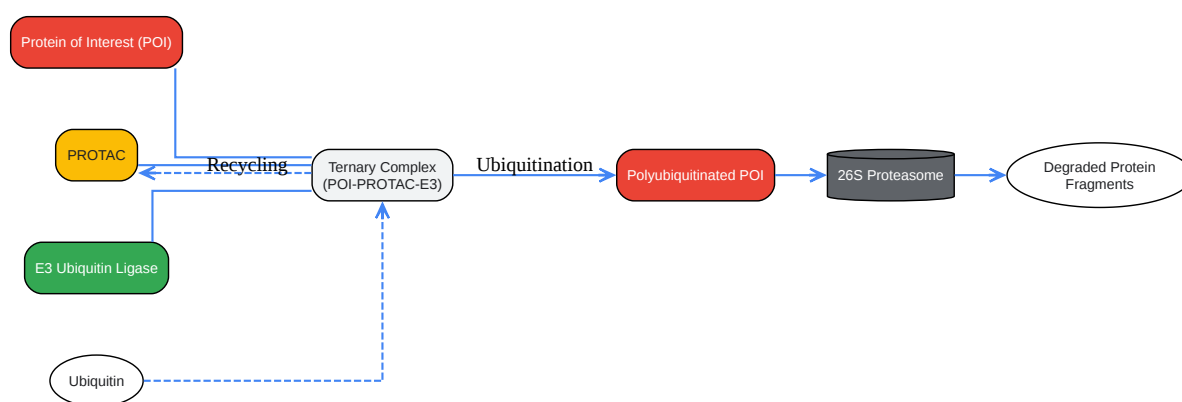 Protein of Interest (POI)
PROTAC
Recycling
Ternary Complex
(POI-PROTAC-E3)
Ubiquitination
Polyubiquitinated POI
26S Proteasome
Degraded Protein
Fragments
E3 Ubiquitin Ligase
Ubiquitin